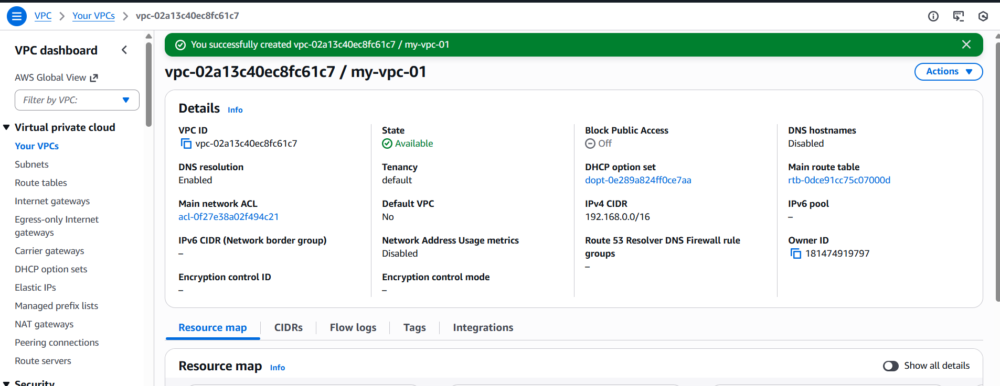 VPC > Your VPCs > vpc-02a13c40ec8fc61c7
VPC dashboard
AWS Global View
Filter by VPC:
Virtual private cloud
Your VPCs
Subnets
Route tables
Internet gateways
Egress-only Internet
gateways
Carrier gateways
DHCP option sets
Elastic IPs
Managed prefix lists
NAT gateways
Peering connections
Route servers
Security
You successfully created vpc-02a13c40ec8fc61c7 / my-vpc-01
vpc-02a13c40ec8fc61c7 / my-vpc-01
Actions
Details Info
VPC ID
vpc-02a13c40ec8fc61c7
State
Available
Block Public Access
Off
DNS hostnames
Disabled
DNS resolution
Enabled
Tenancy
default
DHCP option set
dopt-0e289a824ff0ce7aa
Main route table
rtb-0dce91cc75c07000d
Main network ACL
acl-0f27e38a02f494c21
Default VPC
No
IPv4 CIDR
192.168.0.0/16
IPv6 pool
–
IPv6 CIDR (Network border group)
–
Network Address Usage metrics
Disabled
Route 53 Resolver DNS Firewall rule
groups
–
Owner ID
181474919797
Encryption control ID
–
Encryption control mode
–
Resource map
CIDRs
Flow logs
Tags
Integrations
Resource map Info
Show all details